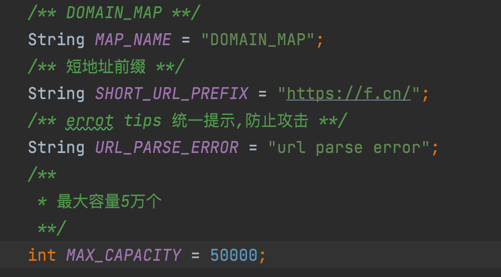 /** DOMAIN_MAP **/
String MAP_NAME = "DOMAIN_MAP";
/** 短地址前缀 **/
String SHORT_URL_PREFIX = "https://f.cn/";
/** errot tips 统一提示,防止攻击 **/
String URL_PARSE_ERROR = "url parse error";
/**
* 最大容量5万个
**/
int MAX_CAPACITY = 50000;